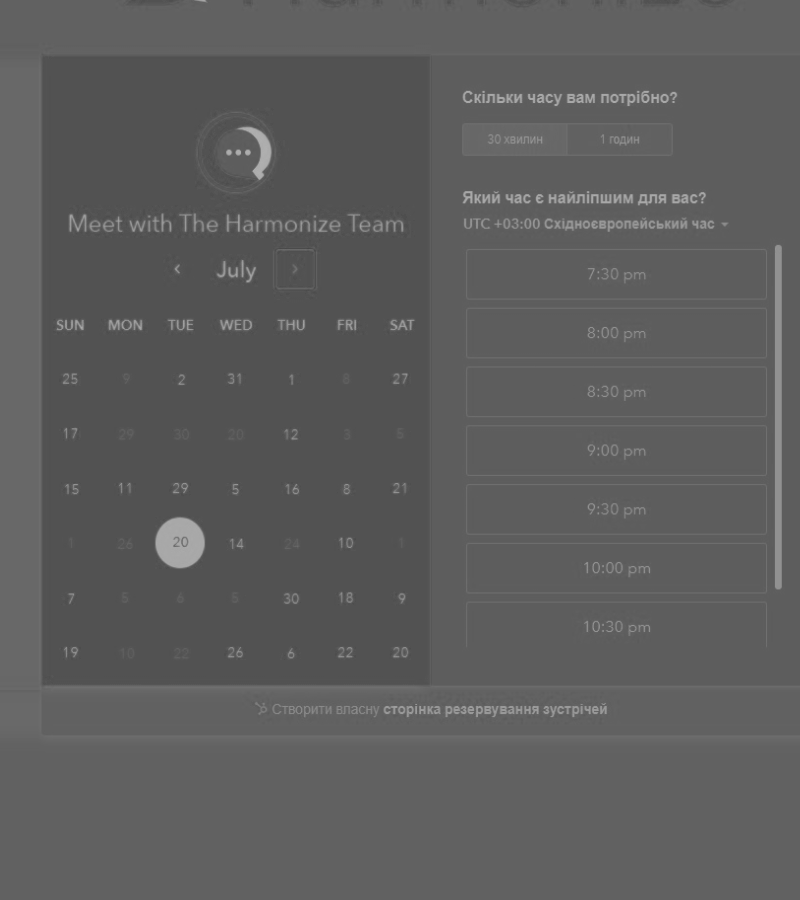 Meet with The Harmonize Team
July
SUN MON TUE WED THU FRI SAT
25 9 2 31 1 6 27
17 29 30 20 12 3 5
15 11 29 5 16 8 21
1 26 20 14 24 10 1
7 5 6 5 30 18 9
19 10 22 26 6 22 20
Скільки часу вам потрібно?
30 хвилин 1 годин
Який час є найліпшим для вас?
UTC +03:00 Східноєвропейський час
7:30 pm
8:00 pm
8:30 pm
9:00 pm
9:30 pm
10:00 pm
10:30 pm
Створити власну сторінка резервування зустрічей